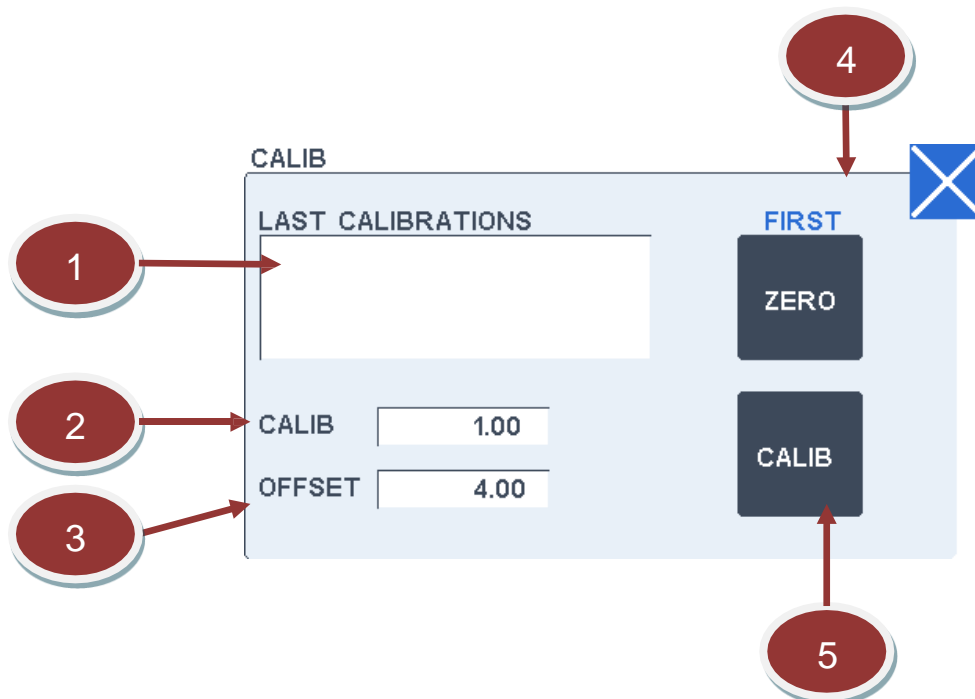 4
CALIB
LAST CALIBRATIONS
FIRST
1
ZERO
2
CALIB
1.00
CALIB
OFFSET
4.00
3
5